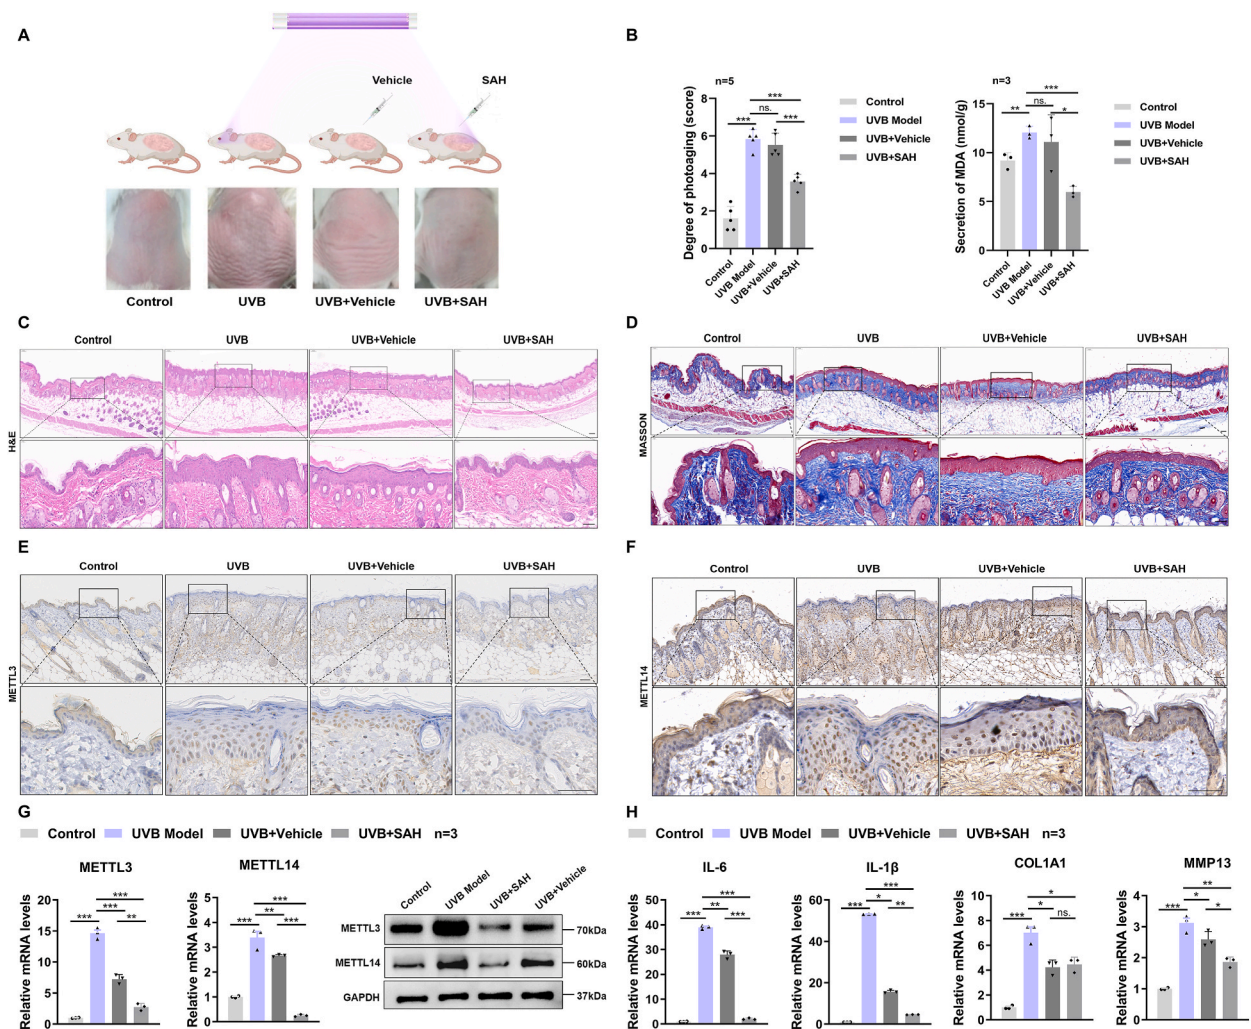 A
Vehicle
SAH
Control
UVB
UVB+Vehicle
UVB+SAH
B
n=5
Degree of photoaging (score)
8
6
4
2
0
***
***
ns.
***
Control
UVB Model
UVB+Vehicle
UVB+SAH
Control
UVB Model
UVB+Vehicle
UVB+SAH
n=3
Secretion of MDA (nmol/g)
15
10
5
0
***
**
ns.
*
Control
UVB Model
UVB+Vehicle
UVB+SAH
Control
UVB Model
UVB+Vehicle
UVB+SAH
C
Control
UVB
UVB+Vehicle
UVB+SAH
H&E
D
Control
UVB
UVB+Vehicle
UVB+SAH
MASSON
E
Control
UVB
UVB+Vehicle
UVB+SAH
METTL3
F
Control
UVB
UVB+Vehicle
UVB+SAH
METTL14
G
Control
UVB Model
UVB+Vehicle
UVB+SAH n=3
METTL3
Relative mRNA levels
20
15
10
5
0
***
***
***
**
METTL14
Relative mRNA levels
5
4
3
2
1
0
***
**
***
***
Control
UVB Model
UVB+SAH
UVB+Vehicle
METTL3
70kDa
METTL14
60kDa
GAPDH
37kDa
H
Control
UVB Model
UVB+Vehicle
UVB+SAH n=3
IL-6
Relative mRNA levels
50
40
30
20
10
0
***
**
***
***
IL-1β
Relative mRNA levels
60
40
20
0
***
*
***
**
COL1A1
Relative mRNA levels
8
6
4
2
0
*
*
***
ns.
MMP13
Relative mRNA levels
4
3
2
1
0
**
*
***
*